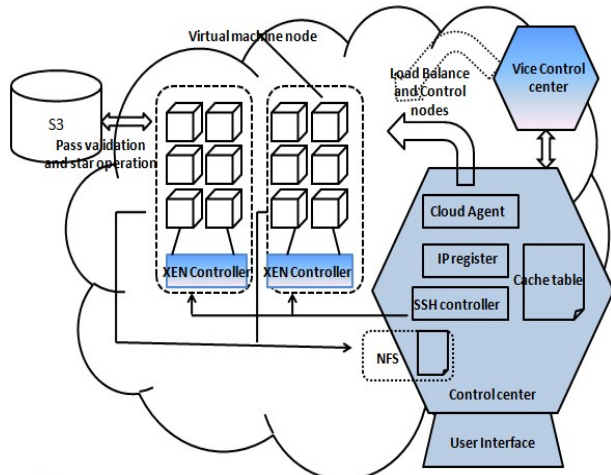 Virtual machine node
Load Balance
and Control
nodes
Vice Control
center
S3
Pass validation
and star operation
Cloud Agent
IP register
Cache table
SSH controller
XEN Controller
XEN Controller
NFS
Control center
User Interface